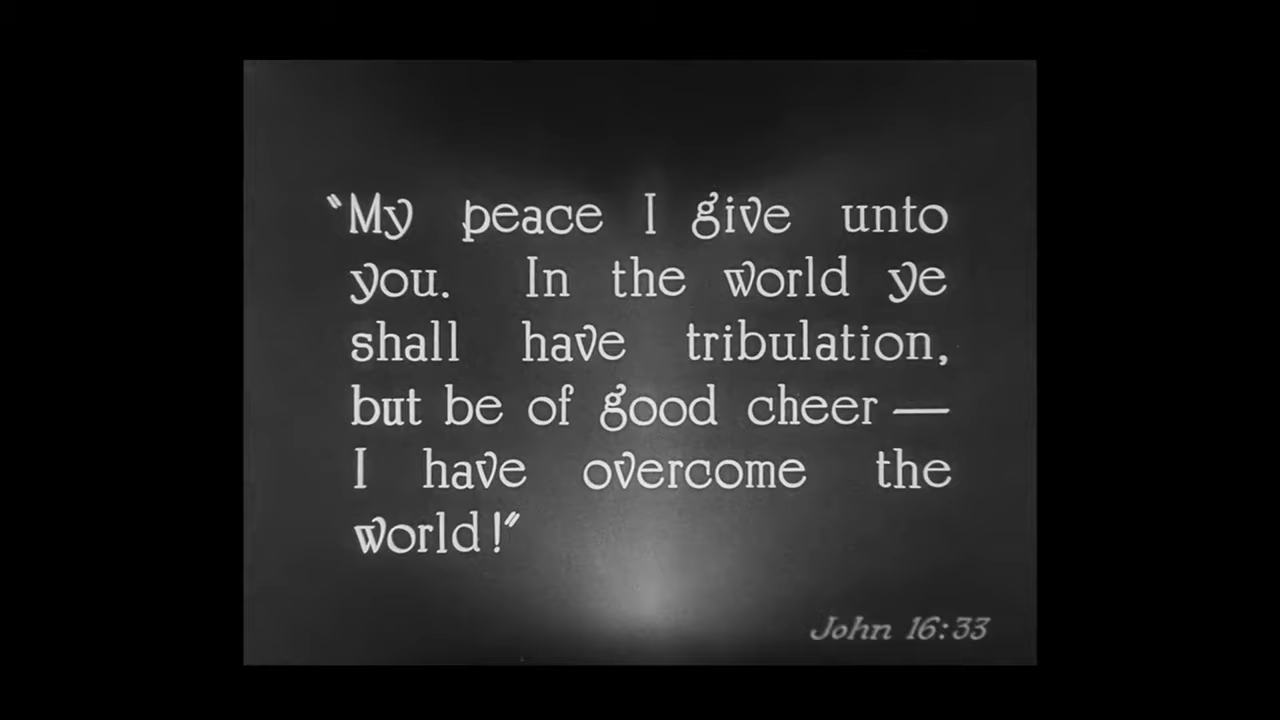 "My peace I give unto
you. In the world ye
shall have tribulation,
but be of good cheer —
I have overcome the
world!"
John 16:33